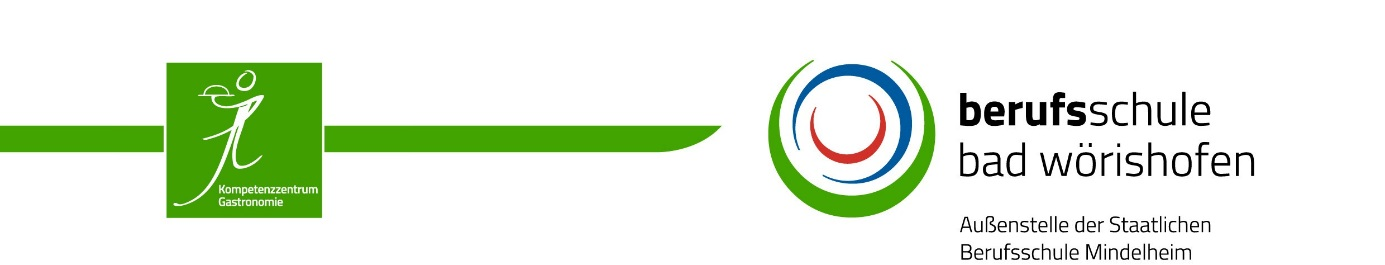 Kompetenzzentrum
Gastronomie
berufsschule
bad wörishofen
Außenstelle der Staatlichen
Berufsschule Mindelheim